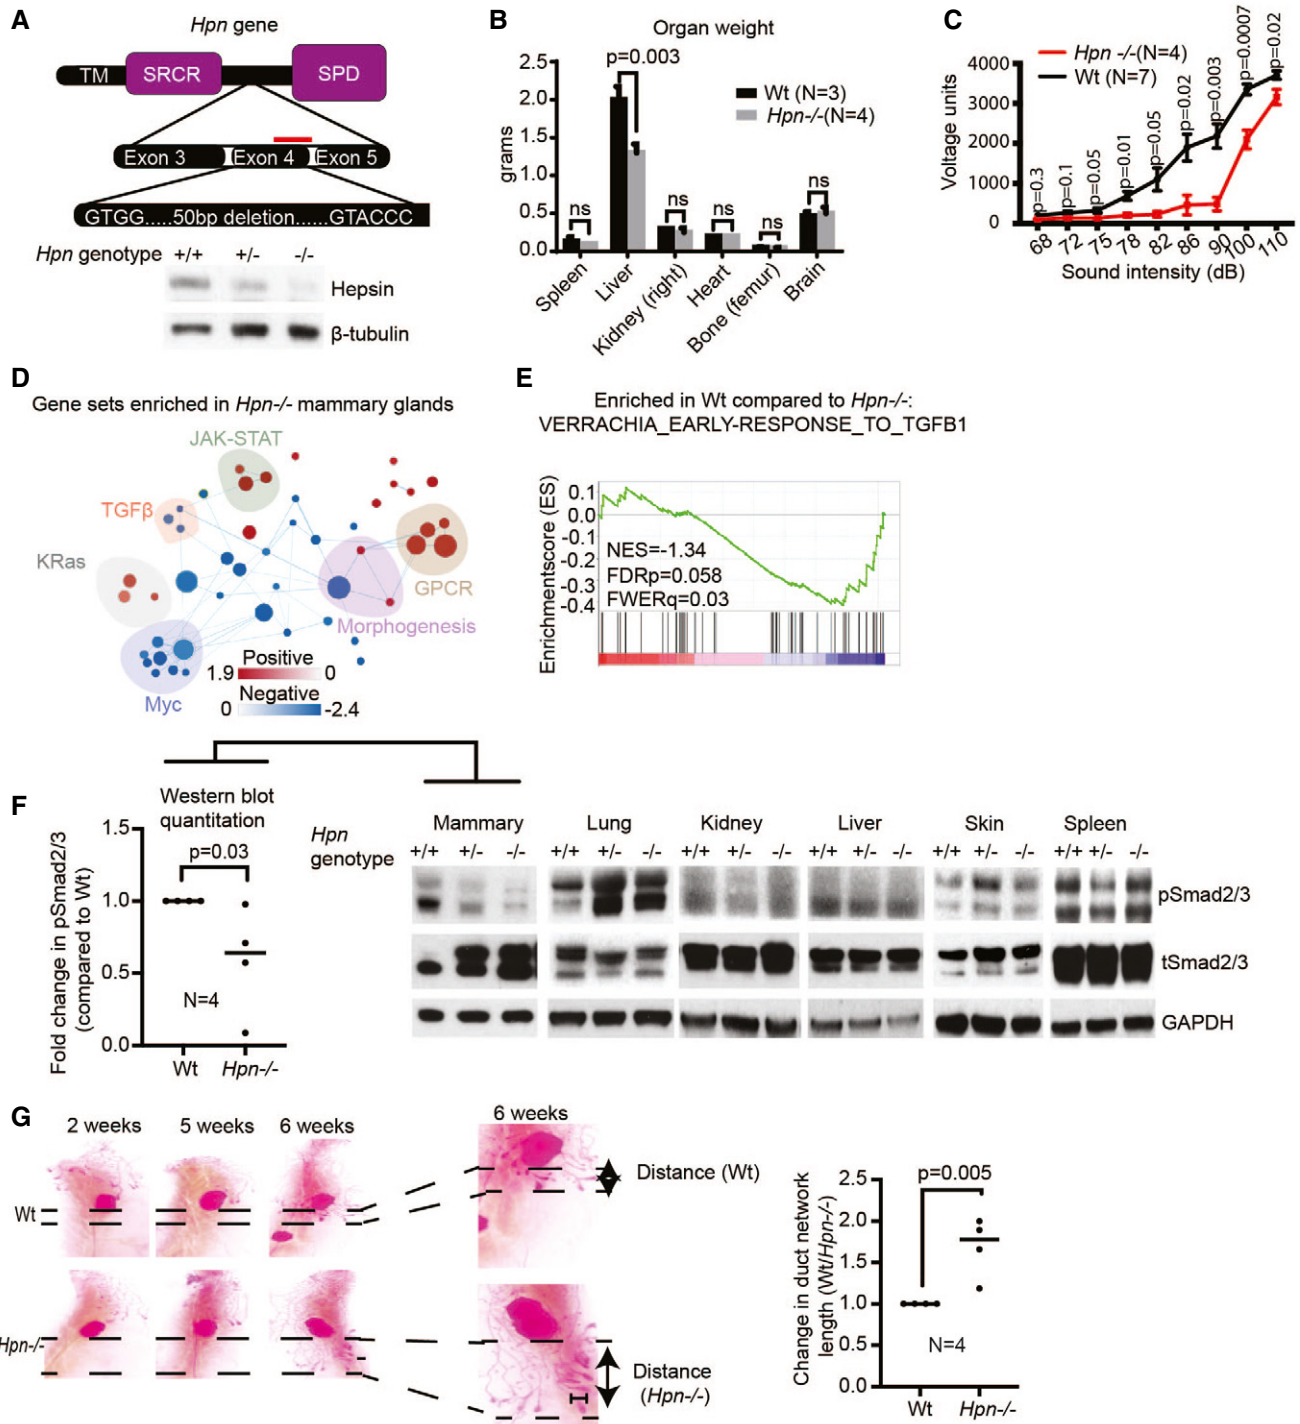 A
Hpn gene
TM
SRCR
SPD
Exon 3
Exon 4
Exon 5
GTGG.....50bp deletion......GTACCC
Hpn genotype +/+ +/- -/-
Hepsin
β-tubulin
B
Organ weight
p=0.003
Wt (N=3)
Hpn-/-(N=4)
grams
2.5
2.0
1.5
1.0
0.5
0.0
ns
ns
ns
ns
ns
Spleen
Liver
Kidney (right)
Heart
Bone (femur)
Brain
C
Hpn -/-(N=4)
Wt (N=7)
Voltage units
4000
3000
2000
1000
0
p=0.3
p=0.1
p=0.05
p=0.01
p=0.05
p=0.02
p=0.003
p=0.0007
p=0.02
68 72 75 78 82 86 90 100 110
Sound intensity (dB)
D
Gene sets enriched in Hpn-/- mammary glands
JAK-STAT
TGFβ
KRas
GPCR
Morphogenesis
Myc
Positive
1.9 0
Negative
0 -2.4
E
Enriched in Wt compared to Hpn-/-:
VERRACHIA_EARLY-RESPONSE_TO_TGFB1
Enrichmentscore (ES)
0.1
0.0
-0.1
-0.2
-0.3
-0.4
NES=-1.34
FDRp=0.058
FWERq=0.03
F
Western blot
quantitation
p=0.03
Fold change in pSmad2/3
(compared to Wt)
1.5
1.0
0.5
0.0
N=4
Wt Hpn-/-
Hpn
genotype
Mammary Lung Kidney Liver Skin Spleen
+/+ +/- -/- +/+ +/- -/- +/+ +/- -/- +/+ +/- -/- +/+ +/- -/- +/+ +/- -/-
pSmad2/3
tSmad2/3
GAPDH
G
2 weeks 5 weeks 6 weeks
6 weeks
Wt
Hpn-/-
Distance (Wt)
Distance
(Hpn-/-)
Change in duct network
length (Wt/Hpn-/-)
2.5
2.0
1.5
1.0
0.5
0.0
p=0.005
N=4
Wt Hpn-/-